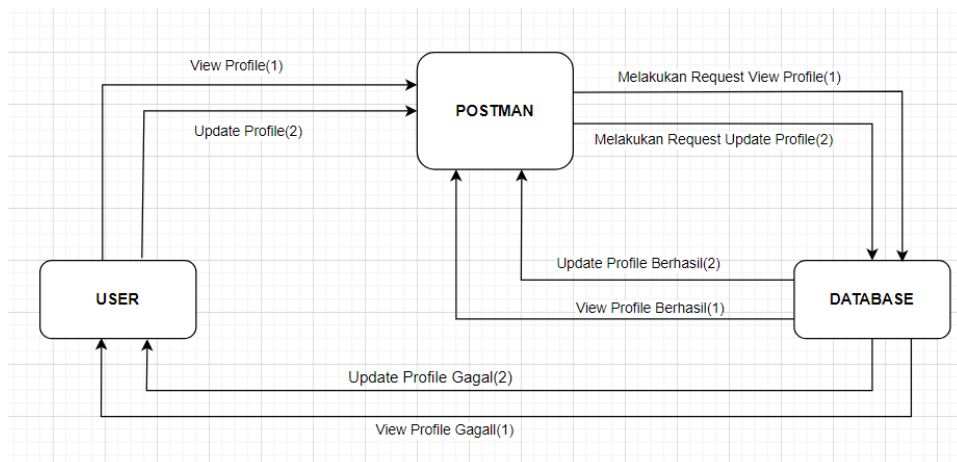 View Profile(1)
Melakukan Request View Profile(1)
POSTMAN
Update Profile(2)
Melakukan Request Update Profile(2)
Update Profile Berhasil(2)
USER
DATABASE
View Profile Berhasil(1)
Update Profile Gagal(2)
View Profile Gagall(1)